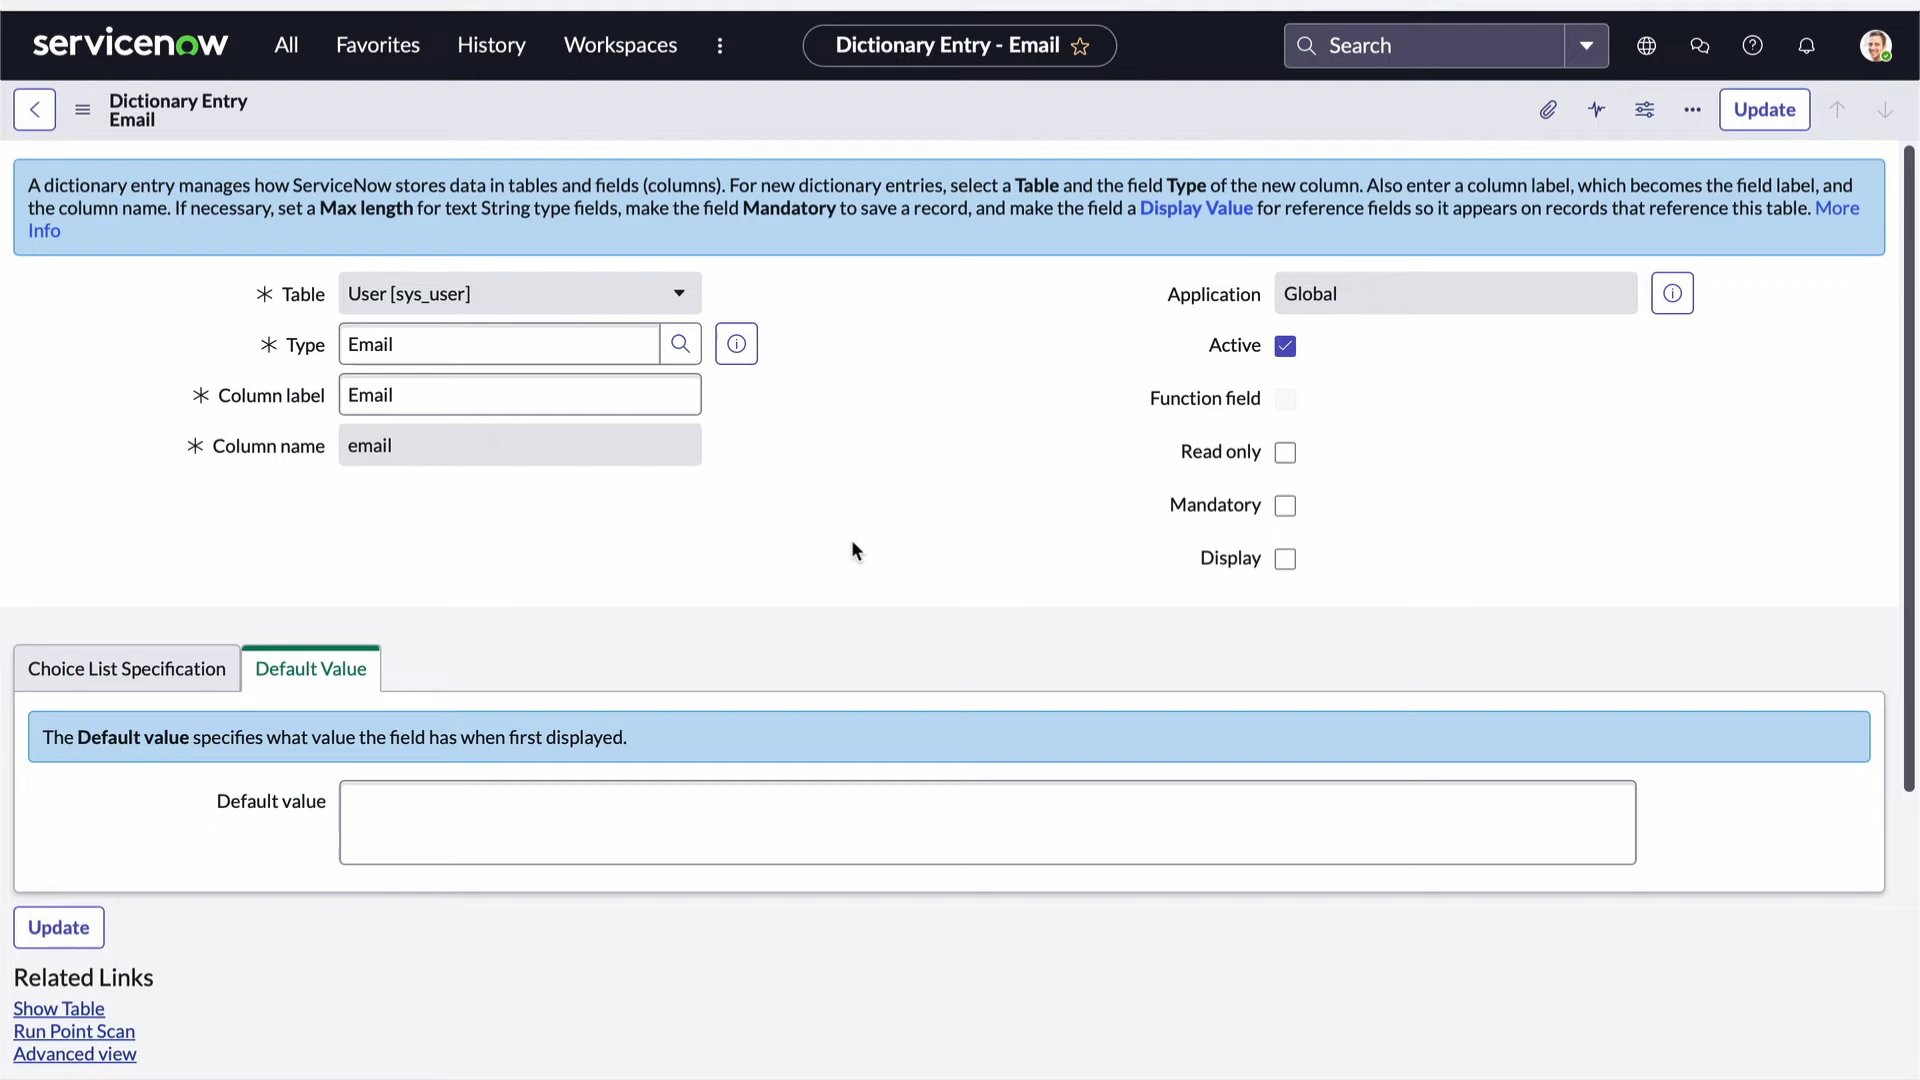 servicenow All Favorites History Workspaces Dictionary Entry - Email Search
Dictionary Entry
Email
Update
A dictionary entry manages how ServiceNow stores data in tables and fields (columns). For new dictionary entries, select a Table and the field Type of the new column. Also enter a column label, which becomes the field label, and
the column name. If necessary, set a Max length for text String type fields, make the field Mandatory to save a record, and make the field a Display Value for reference fields so it appears on records that reference this table. More
Info
Table User [sys_user]
Type Email
Column label Email
Column name email
Application Global
Active
Function field
Read only
Mandatory
Display
Choice List Specification Default Value
The Default value specifies what value the field has when first displayed.
Default value
Update
Related Links
Show Table
Run Point Scan
Advanced view